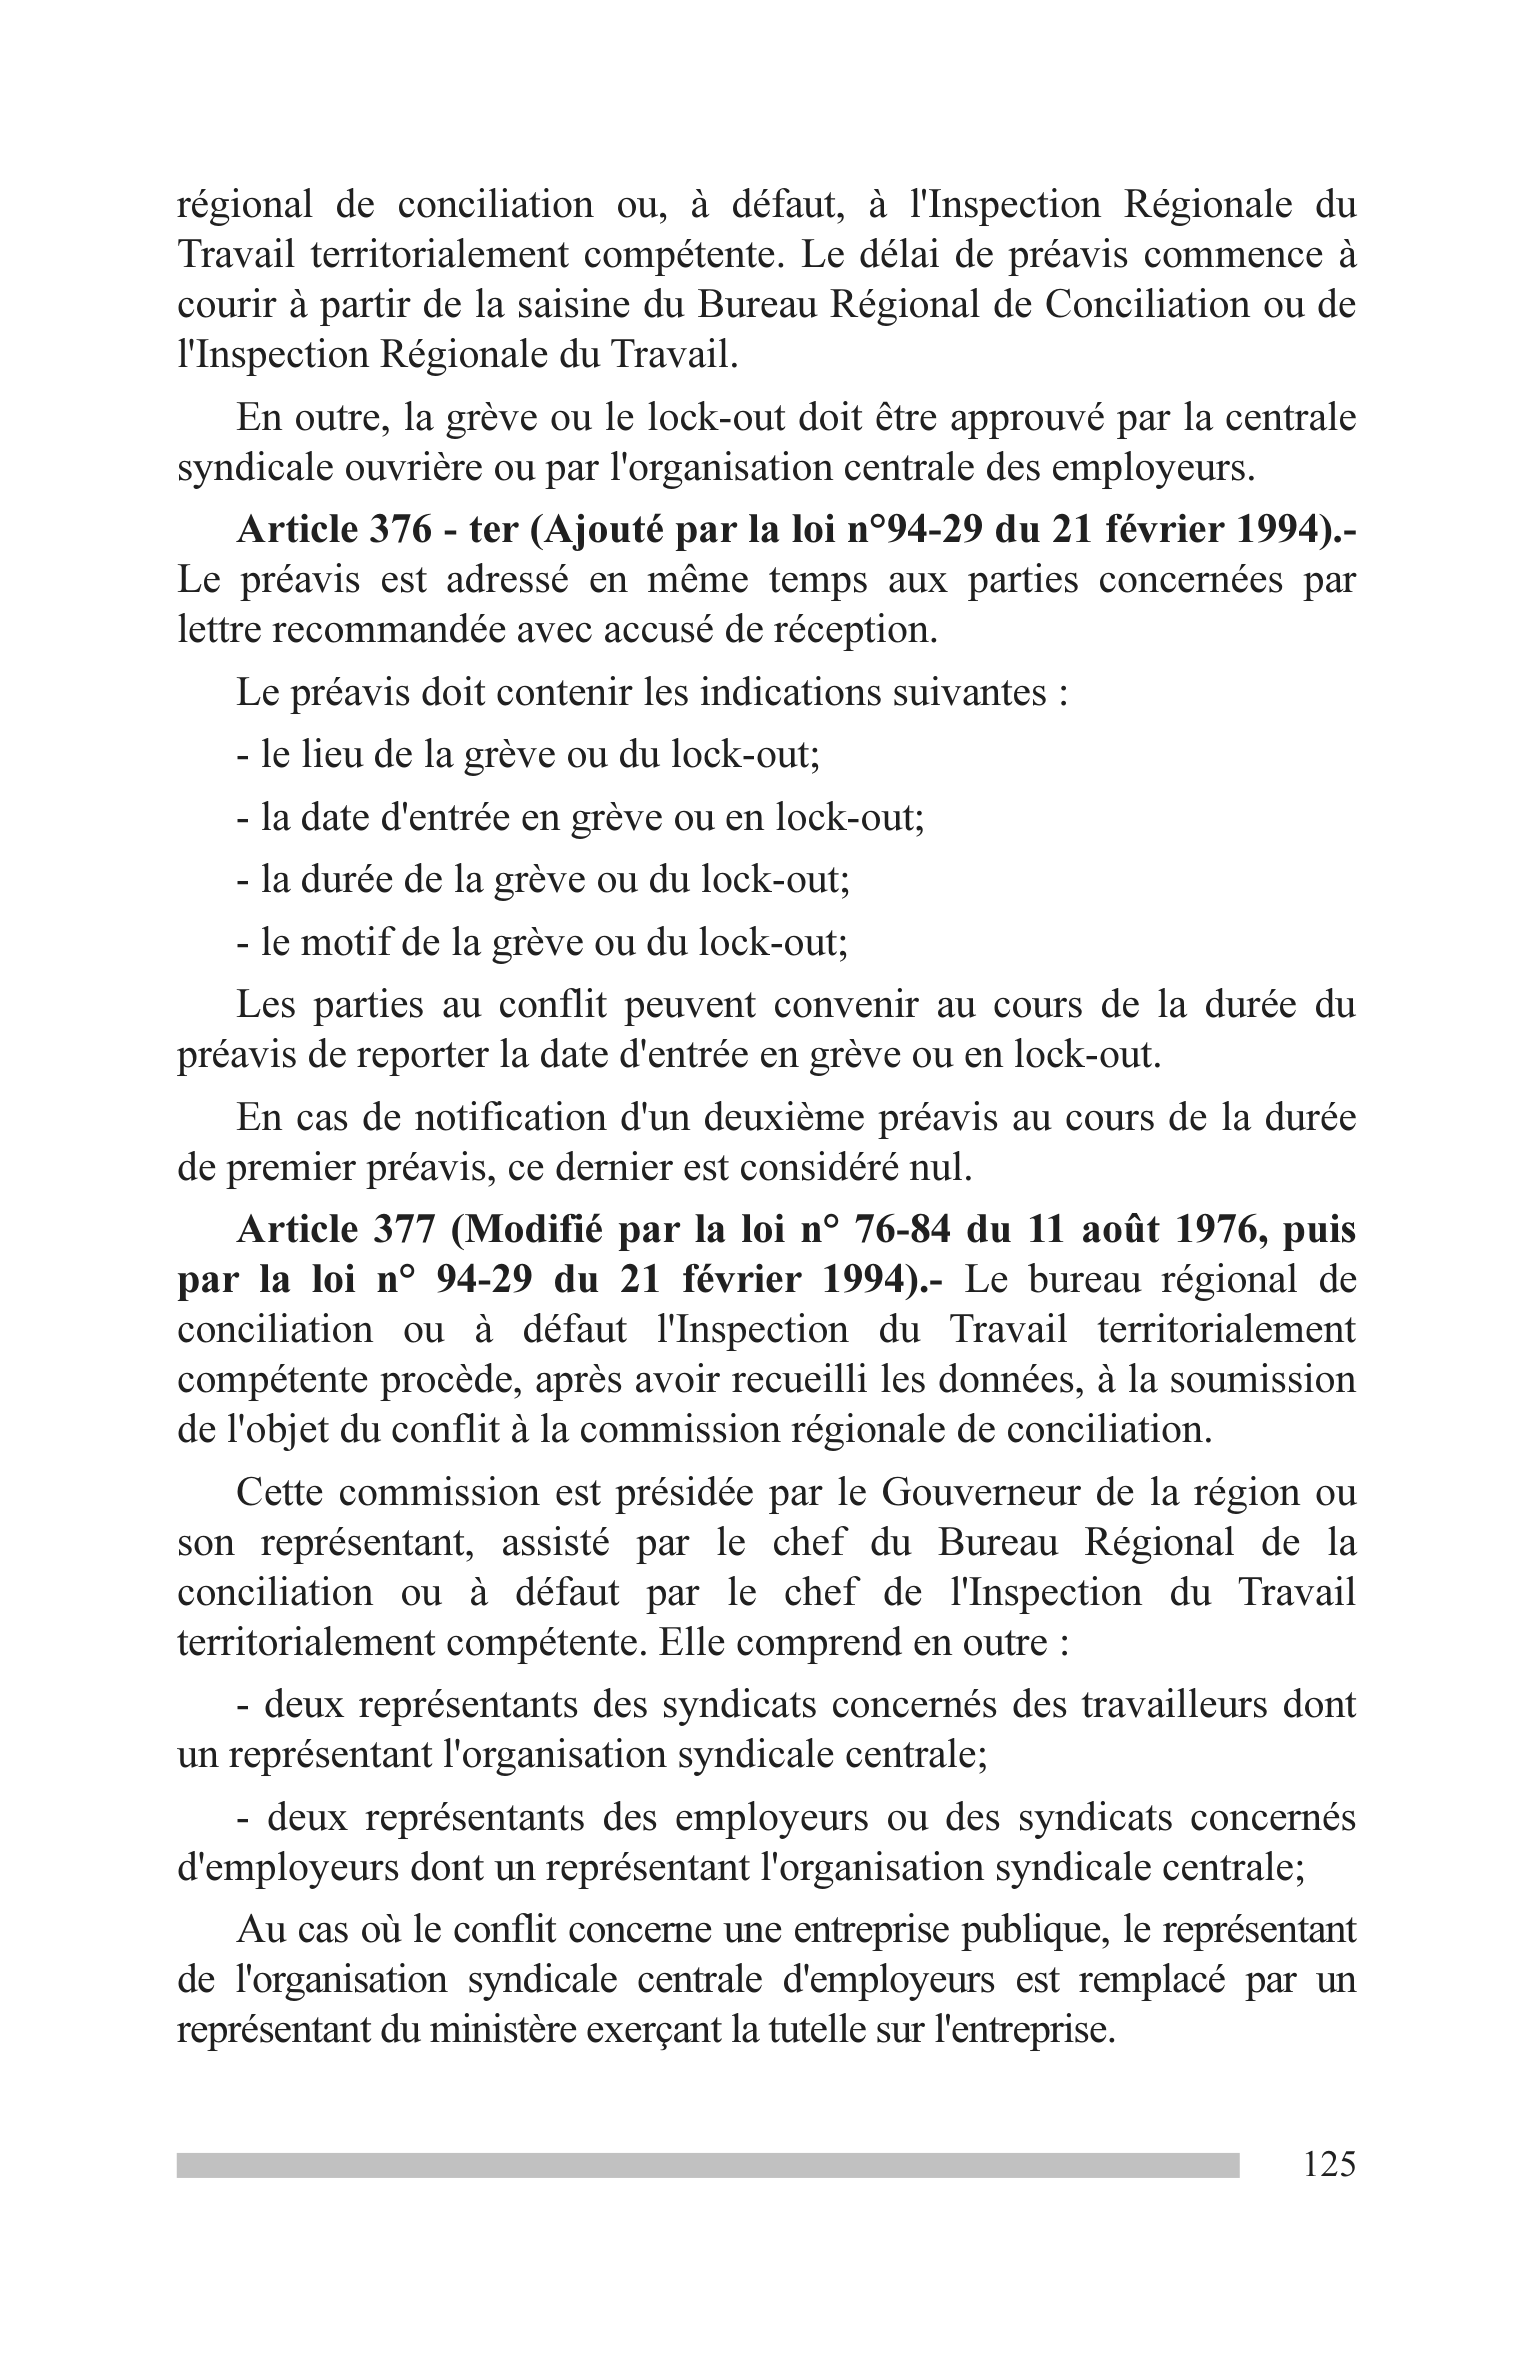 régional de conciliation ou, à défaut, à l'Inspection Régionale du
Travail territorialement compétente. Le délai de préavis commence à
courir à partir de la saisine du Bureau Régional de Conciliation ou de
l'Inspection Régionale du Travail.
En outre, la grève ou le lock-out doit être approuvé par la centrale
syndicale ouvrière ou par l'organisation centrale des employeurs.
Article 376 - ter (Ajouté par la loi n°94-29 du 21 février 1994).-
Le préavis est adressé en même temps aux parties concernées par
lettre recommandée avec accusé de réception.
Le préavis doit contenir les indications suivantes :
- le lieu de la grève ou du lock-out;
- la date d'entrée en grève ou en lock-out;
- la durée de la grève ou du lock-out;
- le motif de la grève ou du lock-out;
Les parties au conflit peuvent convenir au cours de la durée du
préavis de reporter la date d'entrée en grève ou en lock-out.
En cas de notification d'un deuxième préavis au cours de la durée
de premier préavis, ce dernier est considéré nul.
Article 377 (Modifié par la loi n° 76-84 du 11 août 1976, puis
par la loi n° 94-29 du 21 février 1994).- Le bureau régional de
conciliation ou à défaut l'Inspection du Travail territorialement
compétente procède, après avoir recueilli les données, à la soumission
de l'objet du conflit à la commission régionale de conciliation.
Cette commission est présidée par le Gouverneur de la région ou
son représentant, assisté par le chef du Bureau Régional de la
conciliation ou à défaut par le chef de l'Inspection du Travail
territorialement compétente. Elle comprend en outre :
- deux représentants des syndicats concernés des travailleurs dont
un représentant l'organisation syndicale centrale;
- deux représentants des employeurs ou des syndicats concernés
d'employeurs dont un représentant l'organisation syndicale centrale;
Au cas où le conflit concerne une entreprise publique, le représentant
de l'organisation syndicale centrale d'employeurs est remplacé par un
représentant du ministère exerçant la tutelle sur l'entreprise.
125